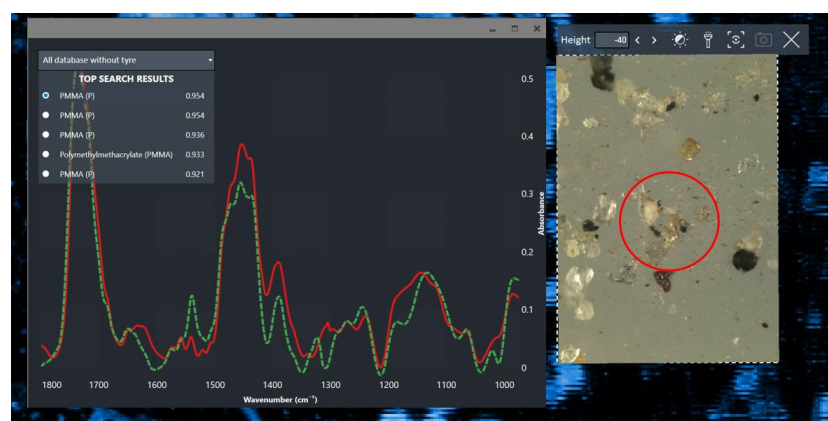 All database without tyre
TOP SEARCH RESULTS
PMMA (P) 0.954
PMMA (P) 0.954
PMMA (P) 0.936
Polymethylmethacrylate (PMMA) 0.933
PMMA (P) 0.921
0.5
0.4
0.3
0.2
0.1
0
Absorbance
1800 1700 1600 1500 1400 1300 1200 1100 1000
Wavenumber (cm⁻¹)
Height -40